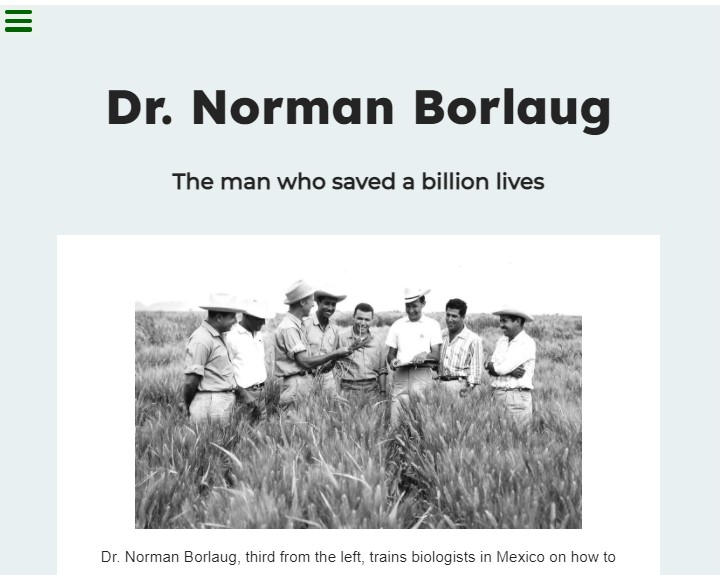 Dr. Norman Borlaug
The man who saved a billion lives
Dr. Norman Borlaug, third from the left, trains biologists in Mexico on how to